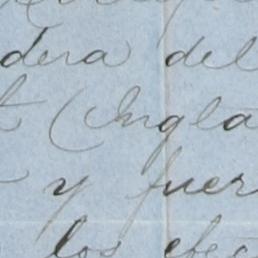 dera del
(Ingla
y fuer
los efec